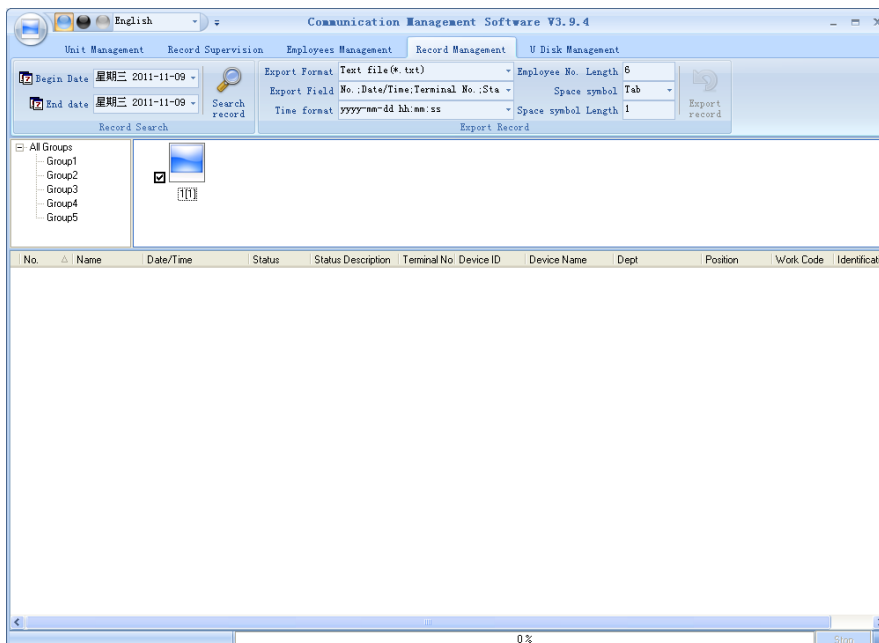 English
Communication Management Software V3.9.4
Unit Management Record Supervision Employees Management Record Management U Disk Management
Begin Date 星期三 2011-11-09
End date 星期三 2011-11-09
Search record
Record Search
Export Format Text file(*.txt) Employee No. Length 6
Export Field No.;Date/Time;Terminal No.;Sta Space symbol Tab
Time format yyyy-mm-dd hh:mm:ss Space symbol Length 1
Export record
Export Record
All Groups
Group1
Group2
Group3
Group4
Group5
1[1]
No. Name Date/Time Status Status Description Terminal No Device ID Device Name Dept Position Work Code Identificat
0%
Stop